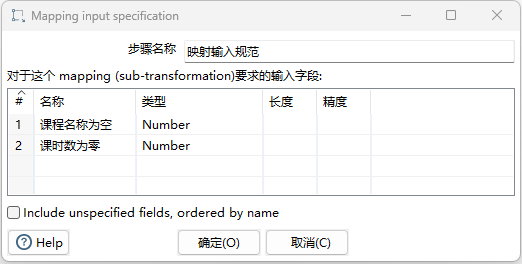 Mapping input specification
步骤名称 映射输入规范
对于这个 mapping (sub-transformation)要求的输入字段:
# 名称 类型 长度 精度
1 课程名称为空 Number
2 课时数为零 Number
Include unspecified fields, ordered by name
Help 确定(O) 取消(C)